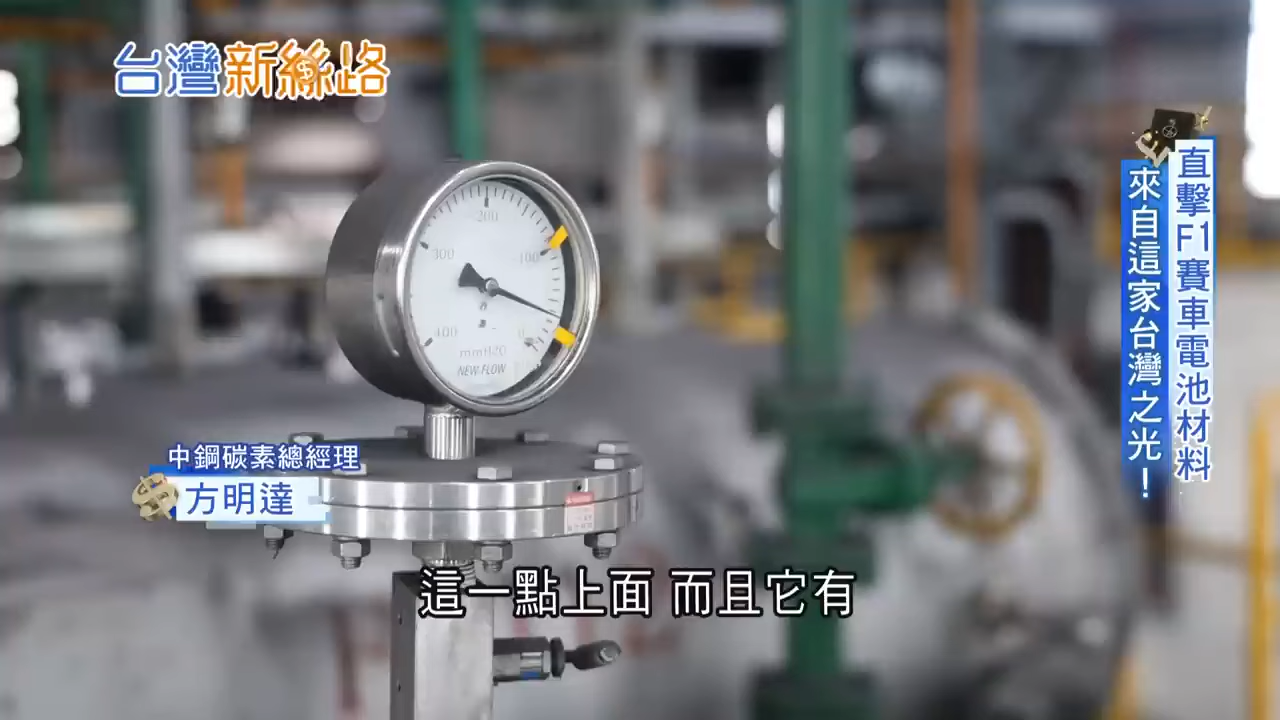 台灣新絲路
直擊F1賽車電池材料
來自這家台灣之光！
200
300
100
400
0
mmH2O
NEW-FLOW
中鋼碳素總經理
方明達
這一點上面 而且它有